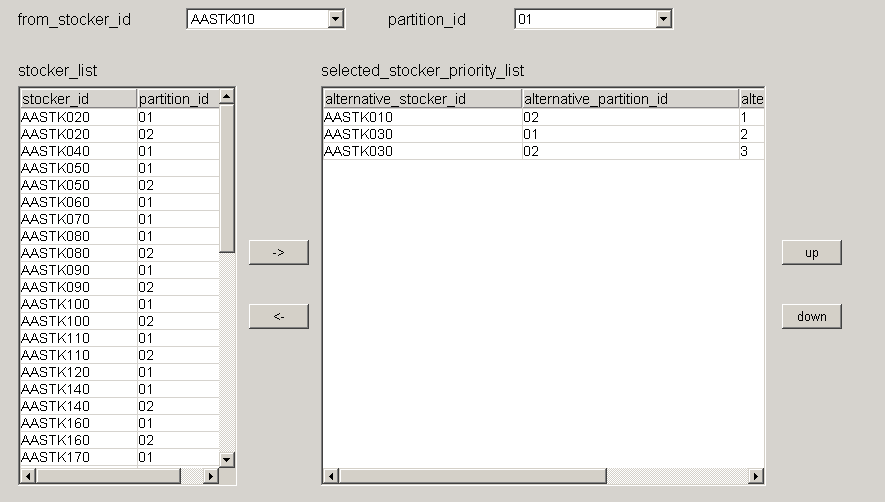 from_stocker_id AASTK010 partition_id 01
stocker_list selected_stocker_priority_list
stocker_id partition_id alternative_stocker_id alternative_partition_id alte
AASTK020 01 AASTK010 02 1
AASTK020 02 AASTK030 01 2
AASTK040 01 AASTK030 02 3
AASTK050 01
AASTK050 02
AASTK060 01
AASTK070 01
AASTK080 01
AASTK080 02 -> up
AASTK090 01
AASTK090 02
AASTK100 01
AASTK100 02 <- down
AASTK110 01
AASTK110 02
AASTK120 01
AASTK140 01
AASTK140 02
AASTK160 01
AASTK160 02
AASTK170 01